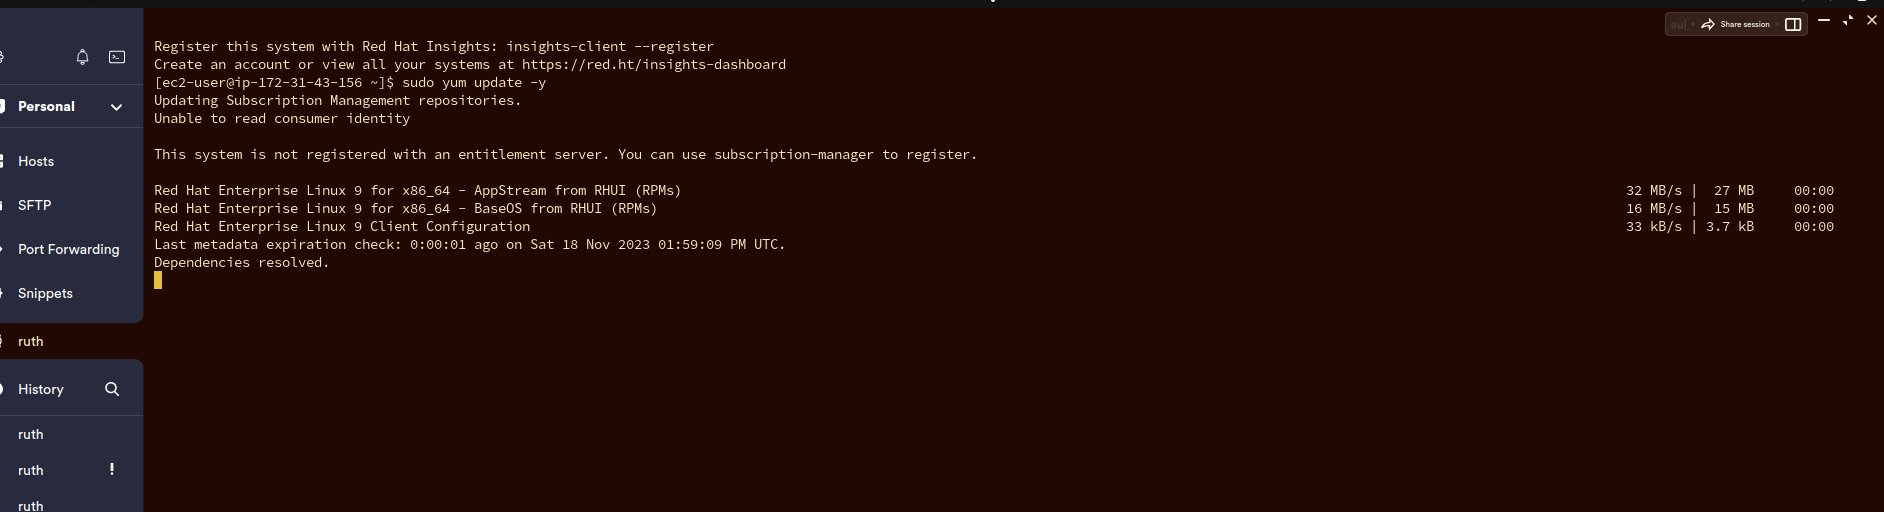 Share session
Register this system with Red Hat Insights: insights-client --register
Create an account or view all your systems at https://red.ht/insights-dashboard
[ec2-user@ip-172-31-43-156 ~]$ sudo yum update -y
Updating Subscription Management repositories.
Unable to read consumer identity
This system is not registered with an entitlement server. You can use subscription-manager to register.
Red Hat Enterprise Linux 9 for x86_64 - AppStream from RHUI (RPMs) 32 MB/s | 27 MB 00:00
Red Hat Enterprise Linux 9 for x86_64 - BaseOS from RHUI (RPMs) 16 MB/s | 15 MB 00:00
Red Hat Enterprise Linux 9 Client Configuration 33 kB/s | 3.7 kB 00:00
Last metadata expiration check: 0:00:01 ago on Sat 18 Nov 2023 01:59:09 PM UTC.
Dependencies resolved.
Personal
Hosts
SFTP
Port Forwarding
Snippets
ruth
History
ruth
ruth !
ruth